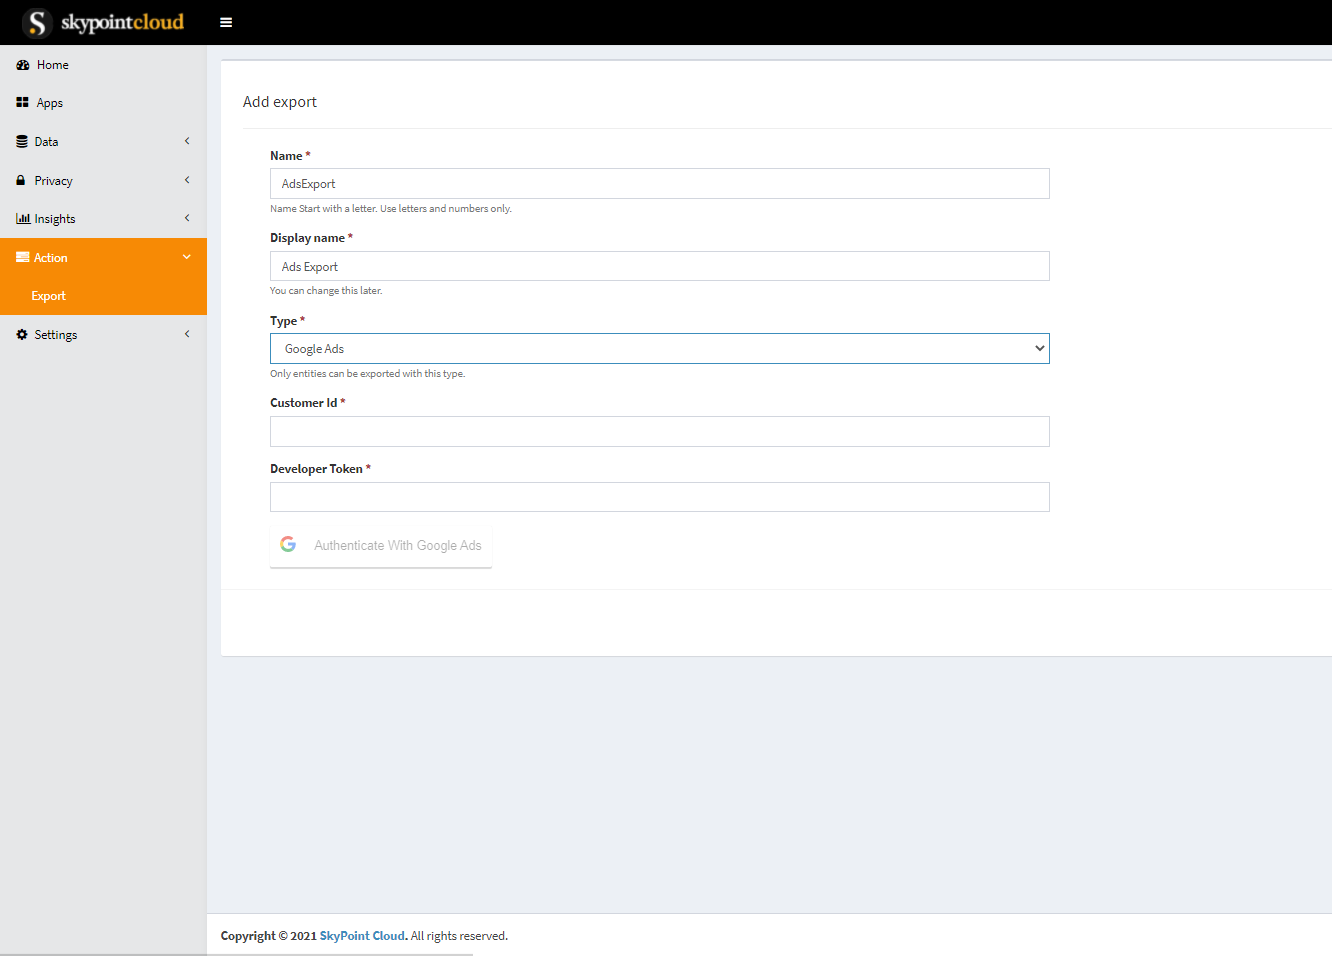 skypointcloud
Home
Apps
Data
Privacy
Insights
Action
Export
Settings
Add export
Name *
AdsExport
Name Start with a letter. Use letters and numbers only.
Display name *
Ads Export
You can change this later.
Type *
Google Ads
Only entities can be exported with this type.
Customer Id *
Developer Token *
Authenticate With Google Ads
Copyright © 2021 SkyPoint Cloud. All rights reserved.